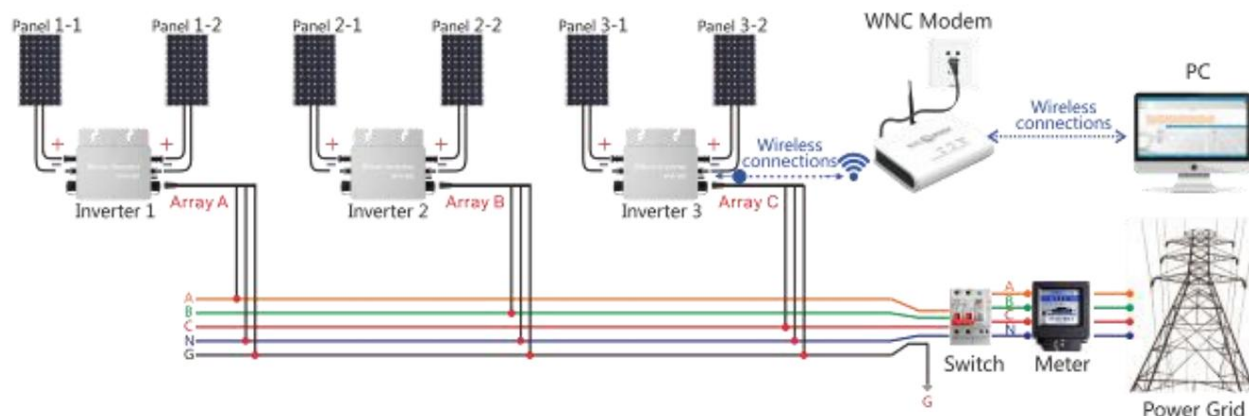 Panel 1-1
Panel 1-2
Panel 2-1
Panel 2-2
Panel 3-1
Panel 3-2
WNC Modem
PC
Wireless
connections
Wireless
connections
+
+
+
+
+
+
Inverter 1
Array A
Inverter 2
Array B
Inverter 3
Array C
A
B
C
N
G
A
B
C
N
Switch
Meter
G
Power Grid